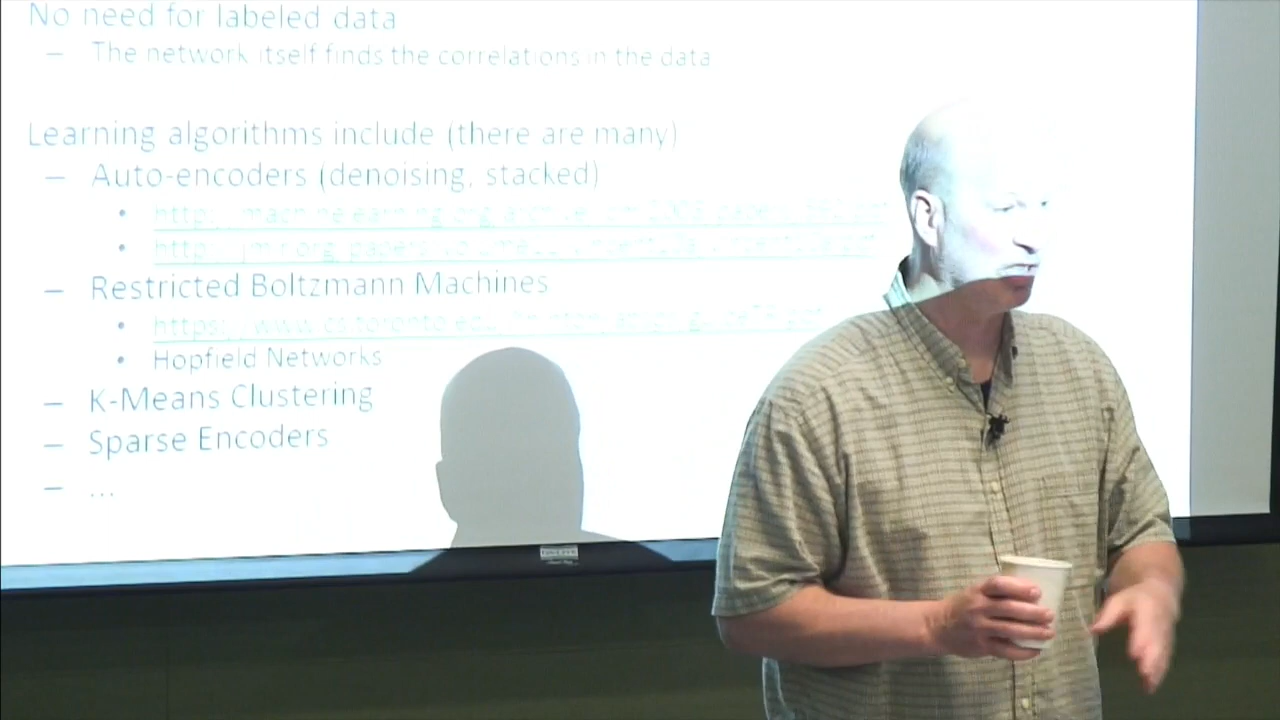 No need for labeled data
– The network itself finds the correlations in the data
Learning algorithms include (there are many)
– Auto-encoders (denoising, stacked)
– Restricted Boltzmann Machines
• Hopfield Networks
– K-Means Clustering
– Sparse Encoders
– ...